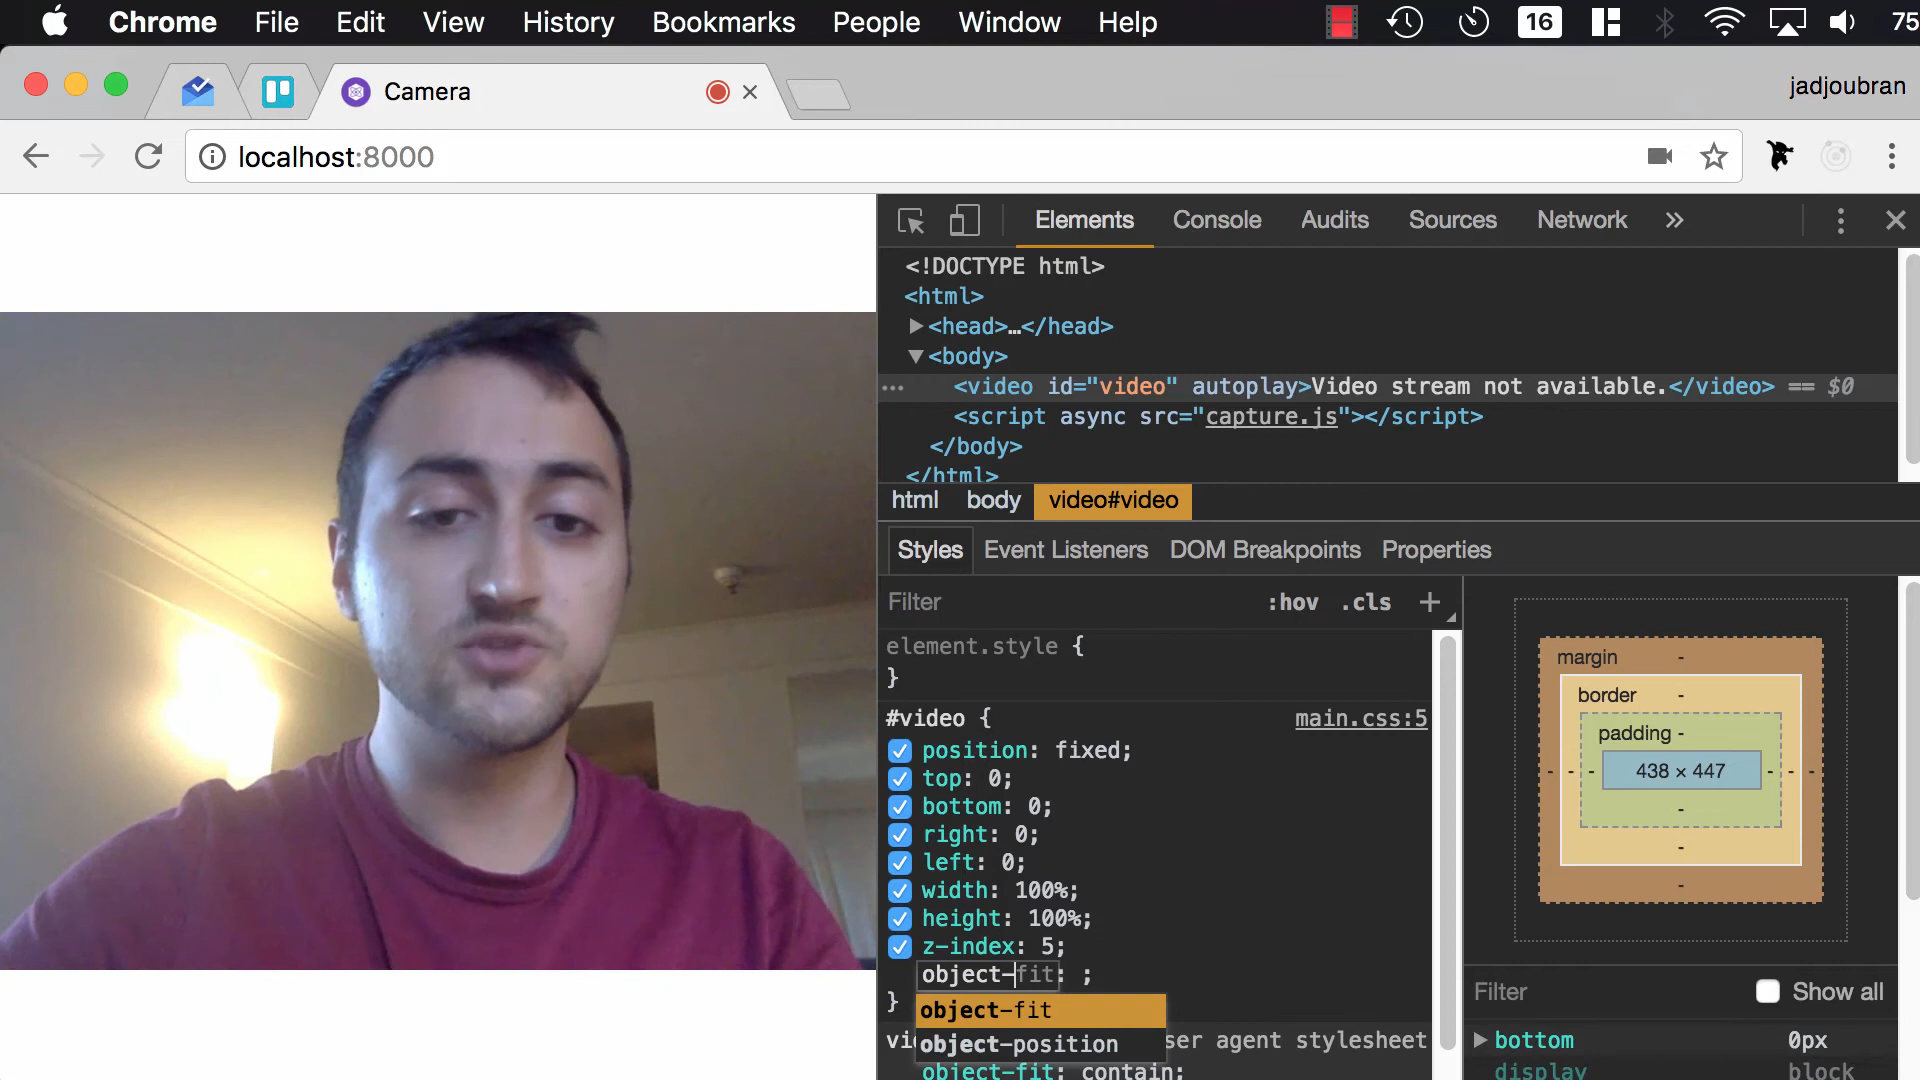 Chrome File Edit View History Bookmarks People Window Help 16 75
Camera jadjoubran
localhost:8000
Elements Console Audits Sources Network »
<!DOCTYPE html>
<html>
<head>…</head>
<body>
… <video id="video" autoplay>Video stream not available.</video> == $0
<script async src="capture.js"></script>
</body>
</html>
html body video#video
Styles Event Listeners DOM Breakpoints Properties
Filter :hov .cls +
element.style {
}
#video { main.css:5
position: fixed;
top: 0;
bottom: 0;
right: 0;
left: 0;
width: 100%;
height: 100%;
z-index: 5;
object-fit: ;
}
object-fit
object-position
ser agent stylesheet
object-fit: contain;
margin -
border -
padding -
- - - 438 × 447 - - -
-
-
-
Filter Show all
bottom 0px
display block